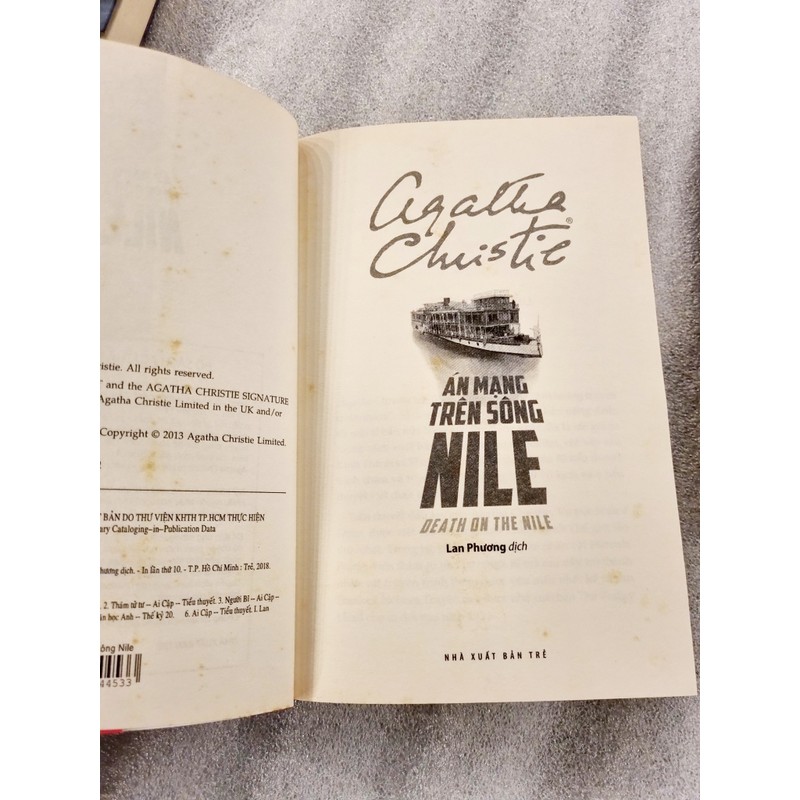 hristie. All rights reserved.
and the AGATHA CHRISTIE SIGNATURE
Agatha Christie Limited in the UK and/or
Copyright © 2013 Agatha Christie Limited.
BẢN DO THƯ VIỆN KHTH TP.HCM THỰC HIỆN
ary Cataloging-in-Publication Data
hương dịch. - In lần thứ 10. - T.P. Hồ Chí Minh : Trẻ, 2018.
. 2. Thám tử tư -- Ai Cập -- Tiểu thuyết. 3. Người Bỉ -- Ai Cập --
ăn học Anh -- Thế kỷ 20. 6. Ai Cập -- Tiểu thuyết. I. Lan
ông Nile
44533
Agatha
Christie®
ÁN MẠNG
TRÊN SÔNG
NILE
DEATH ON THE NILE
Lan Phương dịch
NHÀ XUẤT BẢN TRẺ